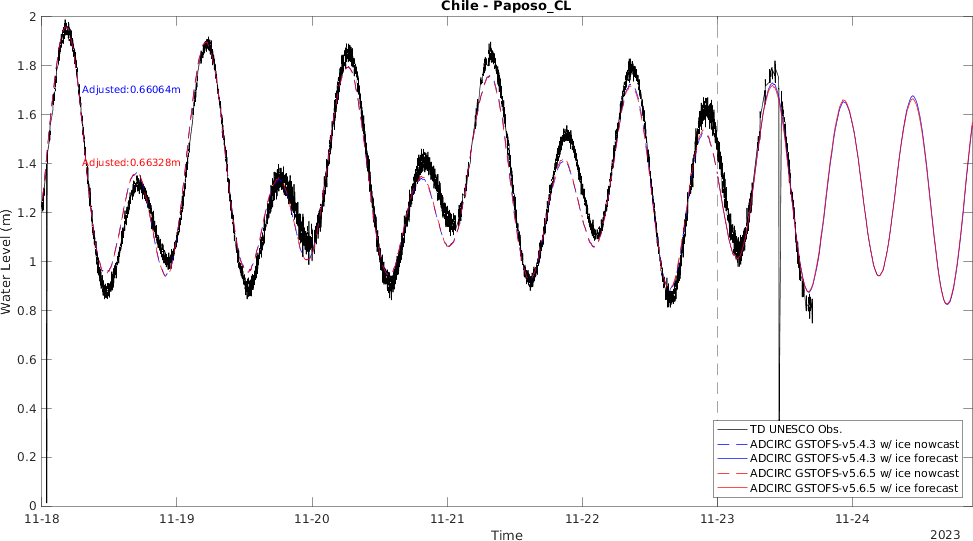 Chile - Paposo_CL
2
1.8
1.6
1.4
1.2
1
0.8
0.6
0.4
0.2
0
Water Level (m)
Adjusted:0.66064m
Adjusted:0.66328m
TD UNESCO Obs.
ADCIRC GSTOFS-v5.4.3 w/ ice nowcast
ADCIRC GSTOFS-v5.4.3 w/ ice forecast
ADCIRC GSTOFS-v5.6.5 w/ ice nowcast
ADCIRC GSTOFS-v5.6.5 w/ ice forecast
11-18 11-19 11-20 11-21 11-22 11-23 11-24
Time
2023